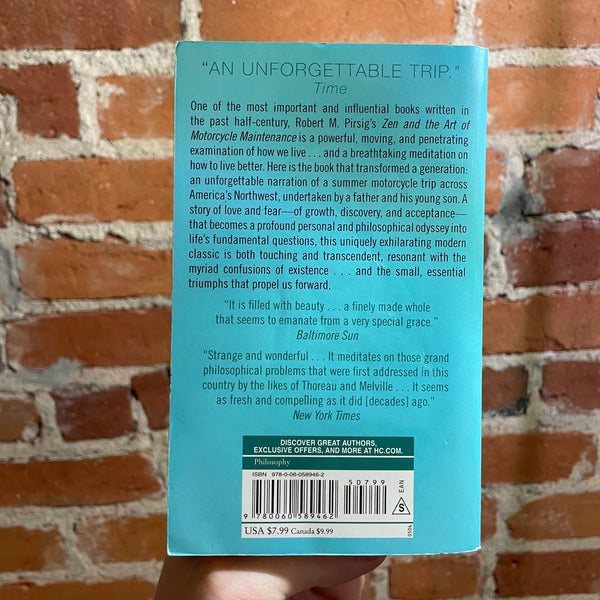 “AN UNFORGETTABLE TRIP.”
Time
One of the most important and influential books written in
the past half-century, Robert M. Pirsig’s Zen and the Art of
Motorcycle Maintenance is a powerful, moving, and penetrating
examination of how we live . . . and a breathtaking meditation on
how to live better. Here is the book that transformed a generation:
an unforgettable narration of a summer motorcycle trip across
America’s Northwest, undertaken by a father and his young son. A
story of love and fear—of growth, discovery, and acceptance—
that becomes a profound personal and philosophical odyssey into
life’s fundamental questions, this uniquely exhilarating modern
classic is both touching and transcendent, resonant with the
myriad confusions of existence . . . and the small, essential
triumphs that propel us forward.
“It is filled with beauty . . . a finely made whole
that seems to emanate from a very special grace.”
Baltimore Sun
“Strange and wonderful . . . It meditates on those grand
philosophical problems that were first addressed in this
country by the likes of Thoreau and Melville . . . It seems
as fresh and compelling as it did [decades] ago.”
New York Times
DISCOVER GREAT AUTHORS,
EXCLUSIVE OFFERS, AND MORE AT HC.COM.
Philosophy
ISBN 978-0-06-058946-2
50799
9 780060 589462
EAN
S
USA $7.99 Canada $9.99
0506